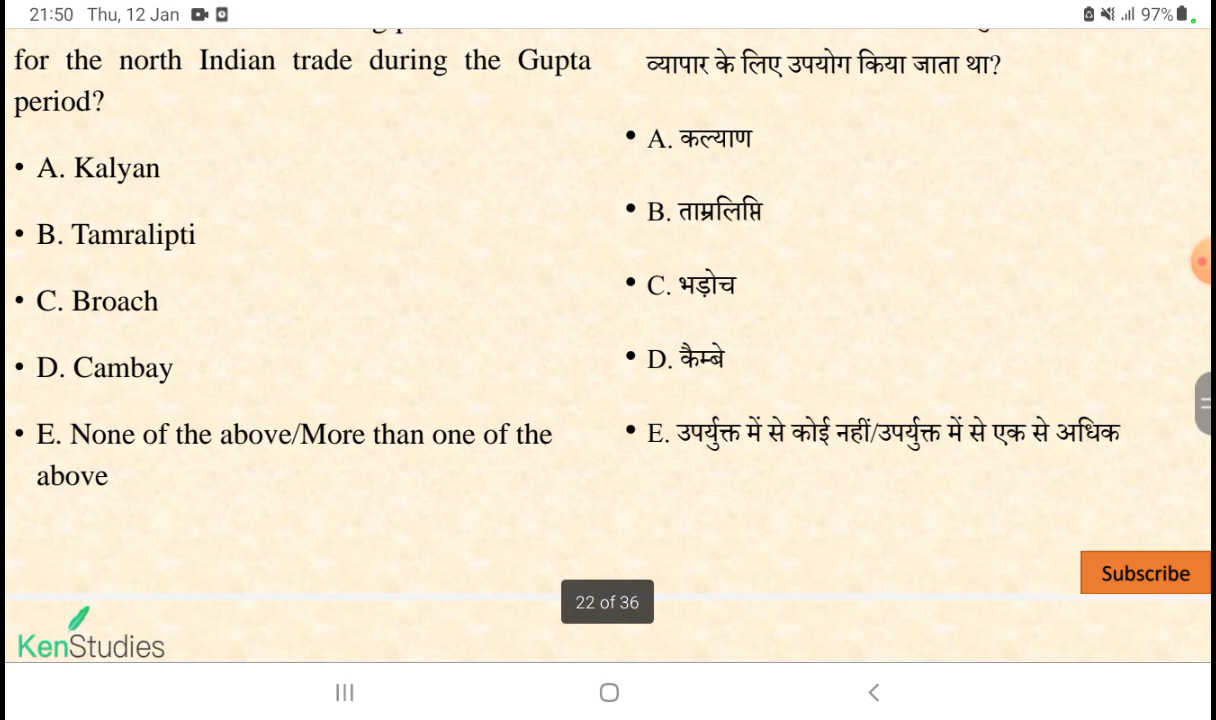 21:50 Thu, 12 Jan
97%
for the north Indian trade during the Gupta
period?
• A. Kalyan
• B. Tamralipti
• C. Broach
• D. Cambay
• E. None of the above/More than one of the
above
व्यापार के लिए उपयोग किया जाता था?
• A. कल्याण
• B. ताम्रलिप्ति
• C. भड़ोच
• D. कैम्बे
• E. उपर्युक्त में से कोई नहीं/उपर्युक्त में से एक से अधिक
Subscribe
22 of 36
KenStudies